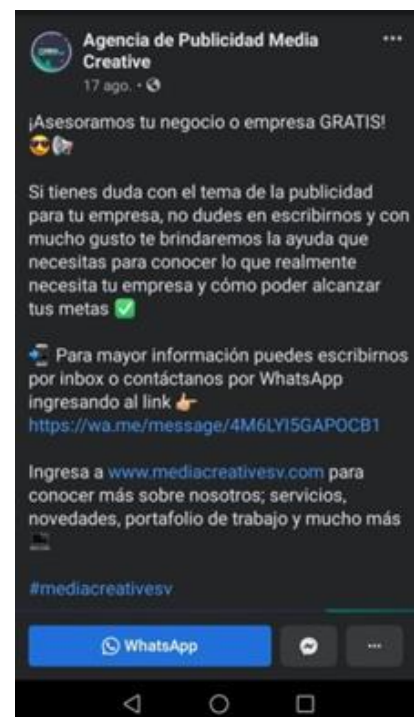 Agencia de Publicidad Media
Creative
17 ago.
¡Asesoramos tu negocio o empresa GRATIS!
Si tienes duda con el tema de la publicidad
para tu empresa, no dudes en escribirnos y con
mucho gusto te brindaremos la ayuda que
necesitas para conocer lo que realmente
necesita tu empresa y cómo poder alcanzar
tus metas
Para mayor información puedes escribirnos
por inbox o contáctanos por WhatsApp
ingresando al link
https://wa.me/message/4M6LYI5GAPOCB1
Ingresa a www.mediacreativesv.com para
conocer más sobre nosotros; servicios,
novedades, portafolio de trabajo y mucho más
#mediacreativesv
WhatsApp